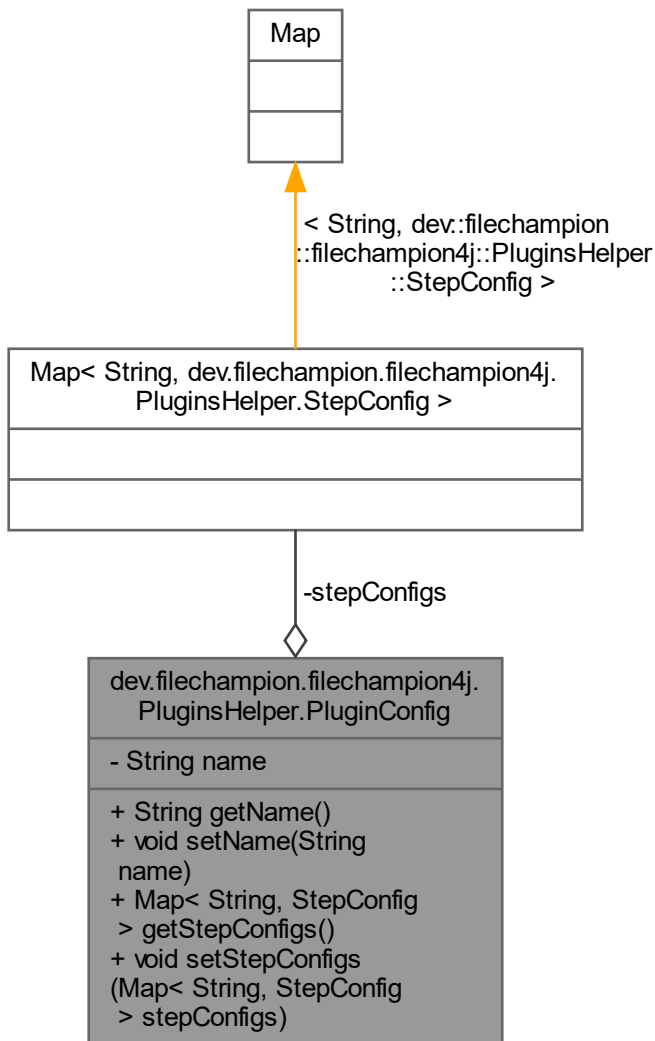 Map
< String, dev::filechampion
::filechampion4j::PluginsHelper
::StepConfig >
Map< String, dev.filechampion.filechampion4j.
PluginsHelper.StepConfig >
-stepConfigs
dev.filechampion.filechampion4j.
PluginsHelper.PluginConfig
- String name
+ String getName()
+ void setName(String
name)
+ Map< String, StepConfig
> getStepConfigs()
+ void setStepConfigs
(Map< String, StepConfig
> stepConfigs)